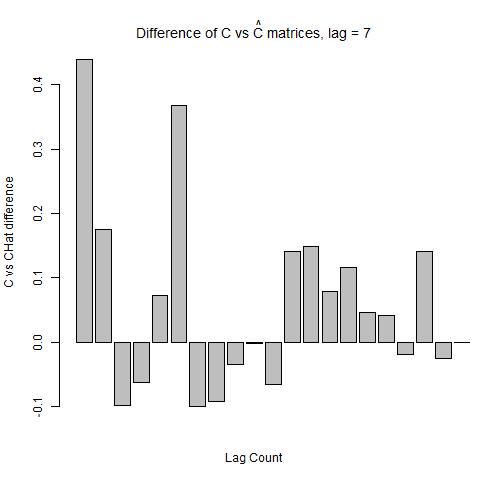 Difference of C vs Ĉ matrices, lag = 7
C vs CHat difference
0.4
0.3
0.2
0.1
0.0
-0.1
Lag Count